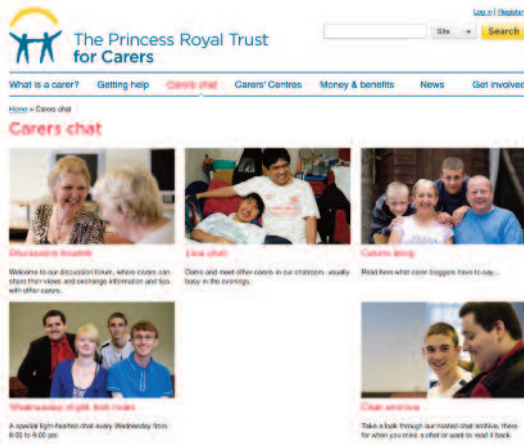 Log in | Register
The Princess Royal Trust
for Carers
Site
Search
What is a carer? Getting help Carers chat Carers' Centres Money & benefits News Get involved
Home » Carers chat
Carers chat
Discussion boards Live chat Carers blog
Welcome to our discussion forum, where carers can
share their views and exchange information and tips
with other carers.
Come and meet other carers in our chatroom, usually
busy in the evenings.
Read here what carer bloggers have to say...
Wednesday night
Chat archive
A special light-hearted chat every Wednesday from
8:00 to 9:00 pm
Take a look through our hosted chat archive, there
for when you miss a chat or want to read it back.